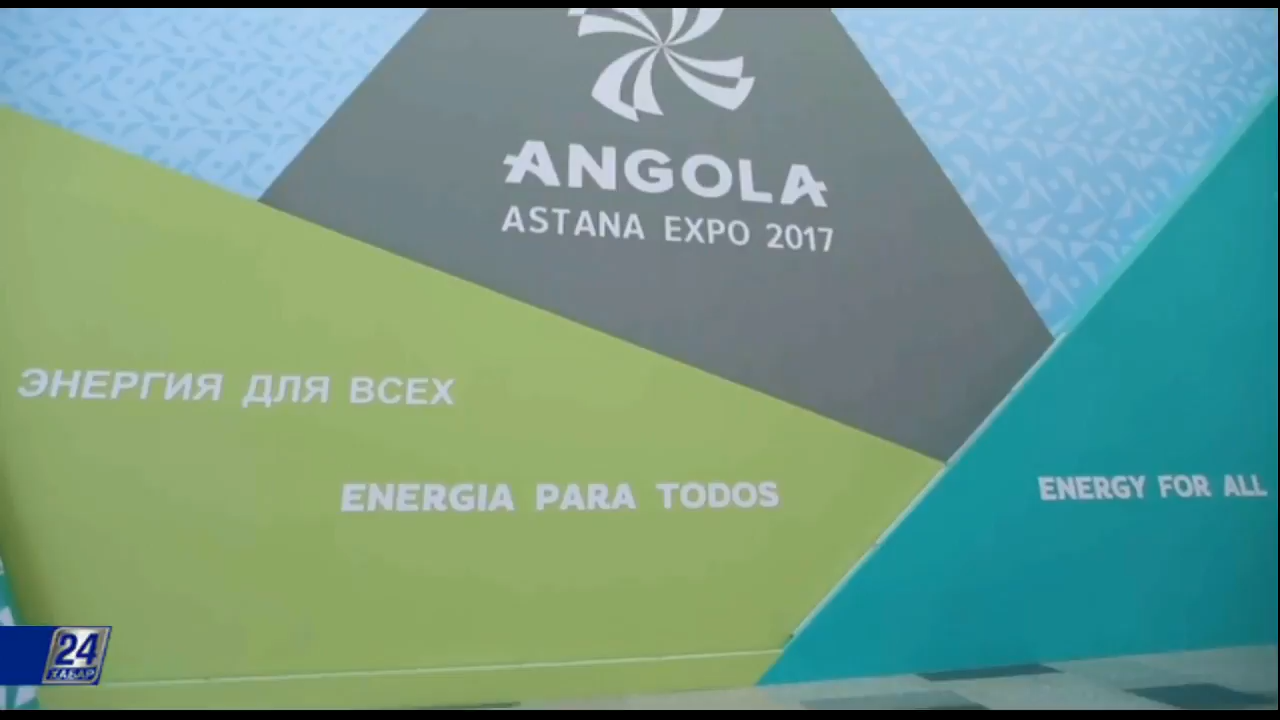 ANGOLA
ASTANA EXPO 2017
ЭНЕРГИЯ ДЛЯ ВСЕХ
ENERGIA PARA TODOS
ENERGY FOR ALL
24
ХАБАР